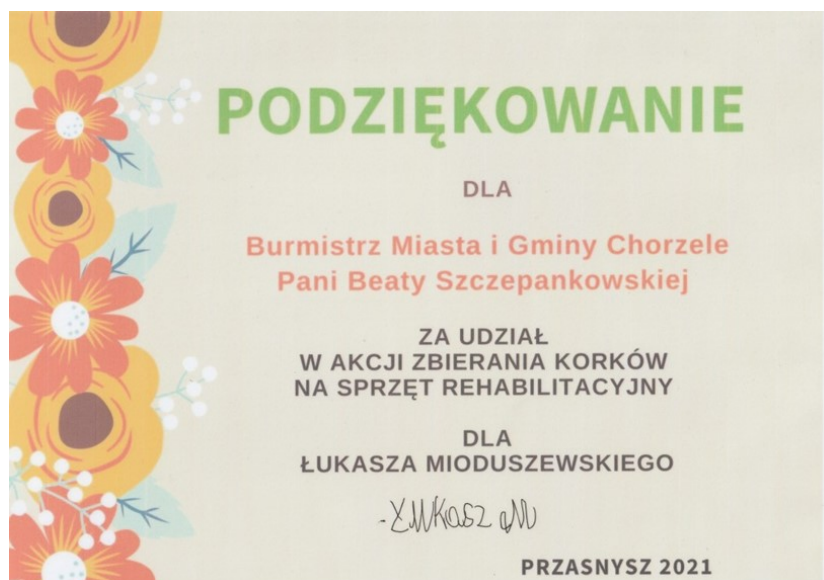 PODZIĘKOWANIE
DLA
Burmistrz Miasta i Gminy Chorzele
Pani Beaty Szczepankowskiej
ZA UDZIAŁ
W AKCJI ZBIERANIA KORKÓW
NA SPRZĘT REHABILITACYJNY
DLA
ŁUKASZA MIODUSZEWSKIEGO
Łukasz M
PRZASNYSZ 2021